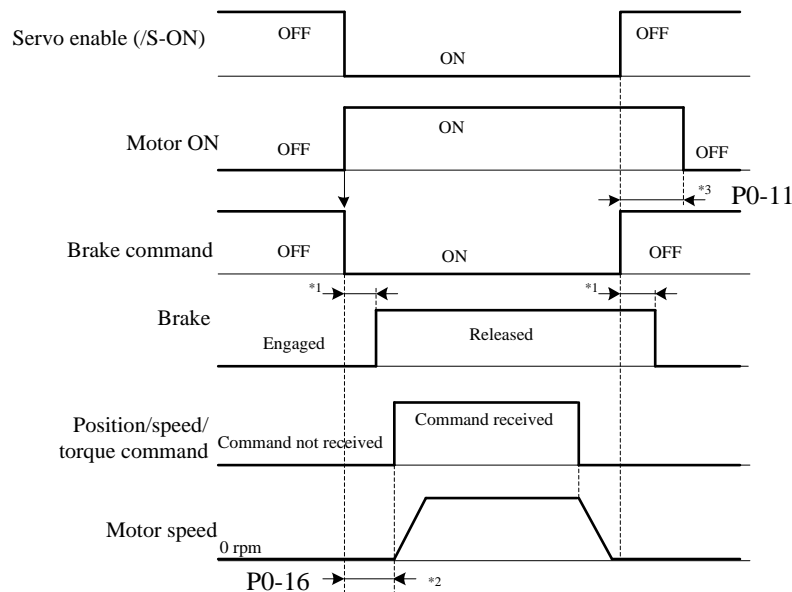 Servo enable (/S-ON)
OFF
ON
OFF
Motor ON
OFF
ON
OFF
*3
P0-11
Brake command
OFF
ON
OFF
*1
*1
Brake
Engaged
Released
Position/speed/
torque command
Command not received
Command received
Motor speed
0 rpm
P0-16
*2